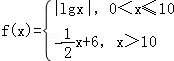 f(x)={|lgx|, 0<x≤10
-1/2x+6, x>10